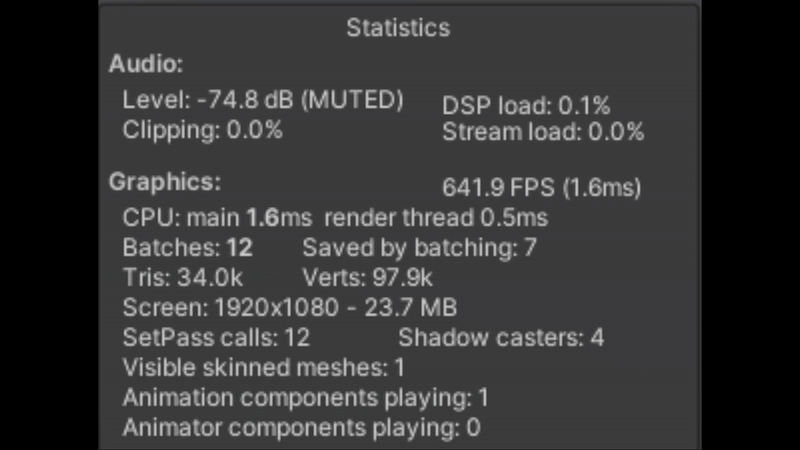 Statistics
Audio:
Level: -74.8 dB (MUTED) DSP load: 0.1%
Clipping: 0.0% Stream load: 0.0%
Graphics: 641.9 FPS (1.6ms)
CPU: main 1.6ms render thread 0.5ms
Batches: 12 Saved by batching: 7
Tris: 34.0k Verts: 97.9k
Screen: 1920x1080 - 23.7 MB
SetPass calls: 12 Shadow casters: 4
Visible skinned meshes: 1
Animation components playing: 1
Animator components playing: 0